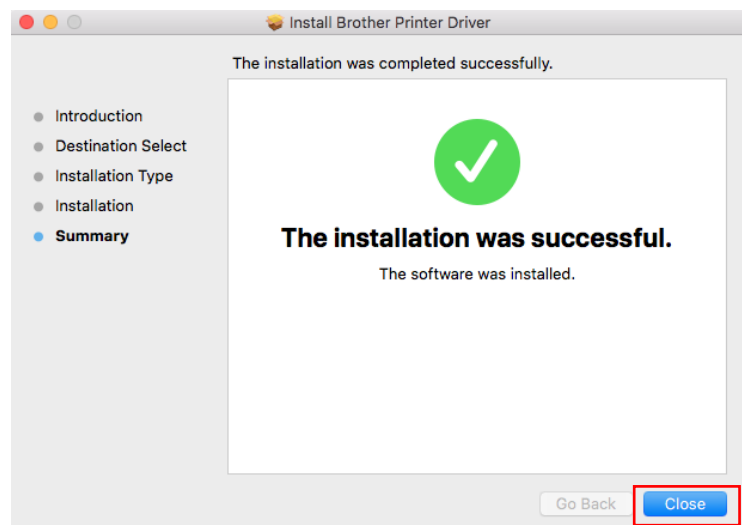 Install Brother Printer Driver
The installation was completed successfully.
Introduction
Destination Select
Installation Type
Installation
Summary
The installation was successful.
The software was installed.
Go Back
Close